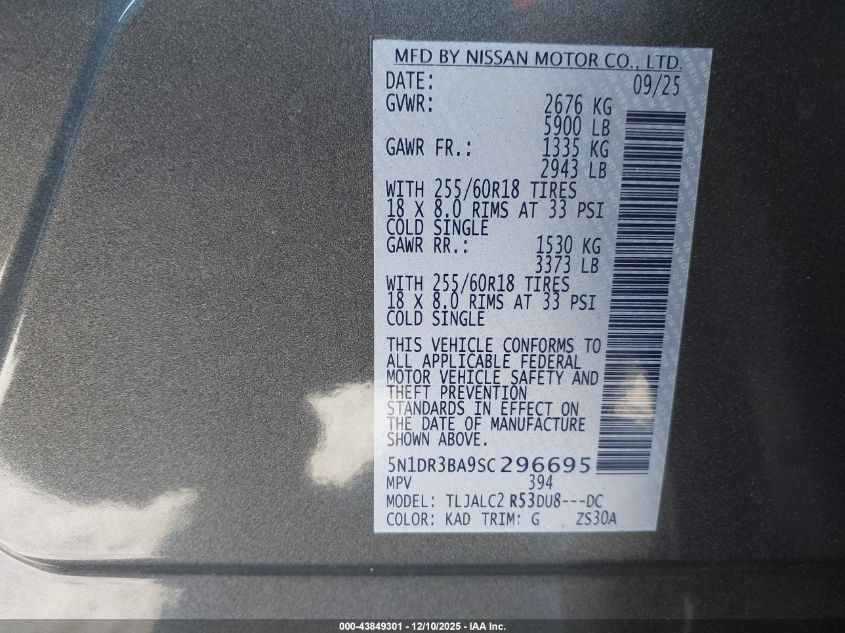 MFD BY NISSAN MOTOR CO., LTD.
DATE: 09/25
GVWR: 2676 KG
5900 LB
GAWR FR.: 1335 KG
2943 LB
WITH 255/60R18 TIRES
18 X 8.0 RIMS AT 33 PSI
COLD SINGLE
GAWR RR.: 1530 KG
3373 LB
WITH 255/60R18 TIRES
18 X 8.0 RIMS AT 33 PSI
COLD SINGLE
THIS VEHICLE CONFORMS TO
ALL APPLICABLE FEDERAL
MOTOR VEHICLE SAFETY AND
THEFT PREVENTION
STANDARDS IN EFFECT ON
THE DATE OF MANUFACTURE
SHOWN ABOVE.
5N1DR3BA9SC296695
MPV 394
MODEL: TLJALC2 R53DU8---DC
COLOR: KAD TRIM: G ZS30A
000-43849301 - 12/10/2025 - IAA Inc.